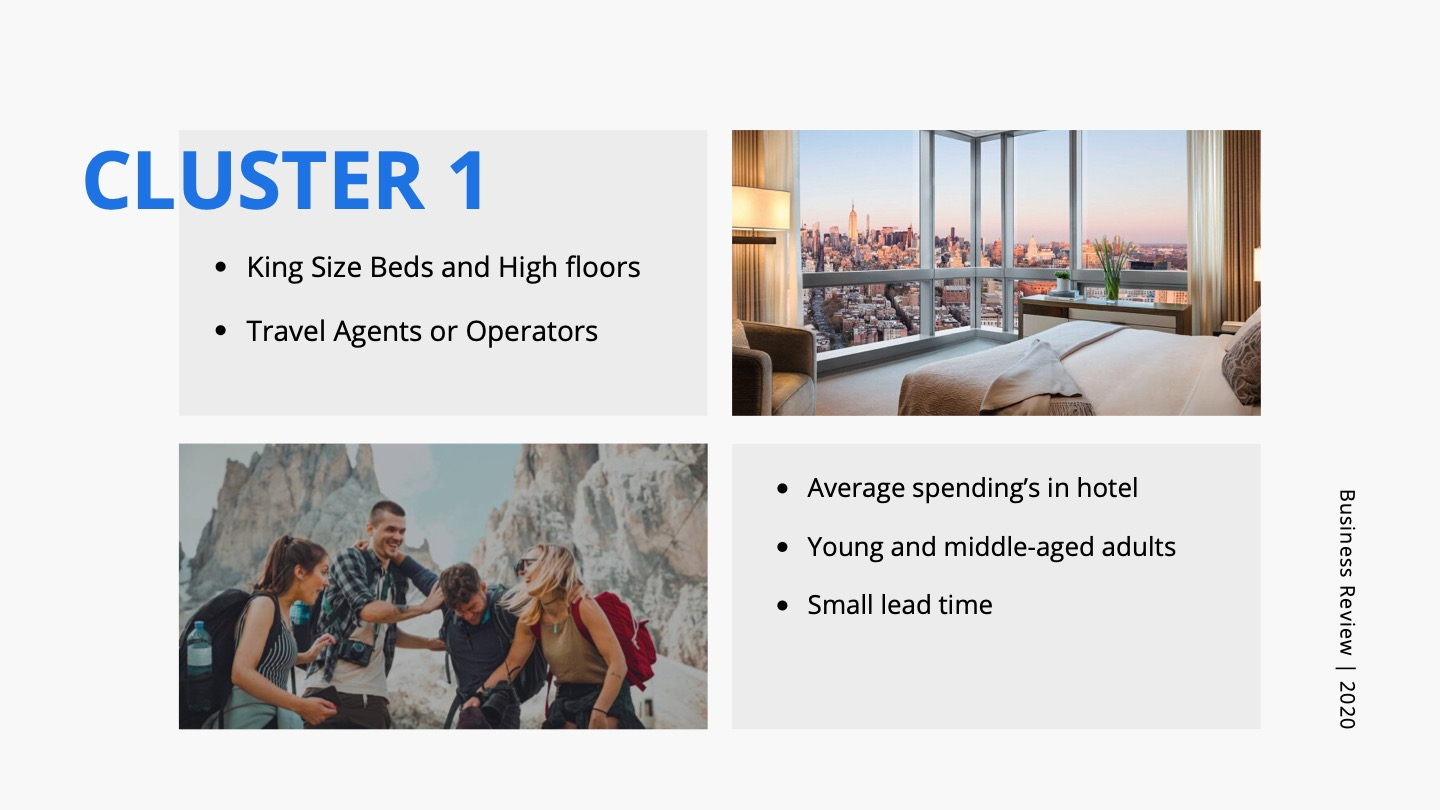 CLUSTER 1
• King Size Beds and High floors
• Travel Agents or Operators
• Average spending’s in hotel
• Young and middle-aged adults
• Small lead time
Business Review | 2020